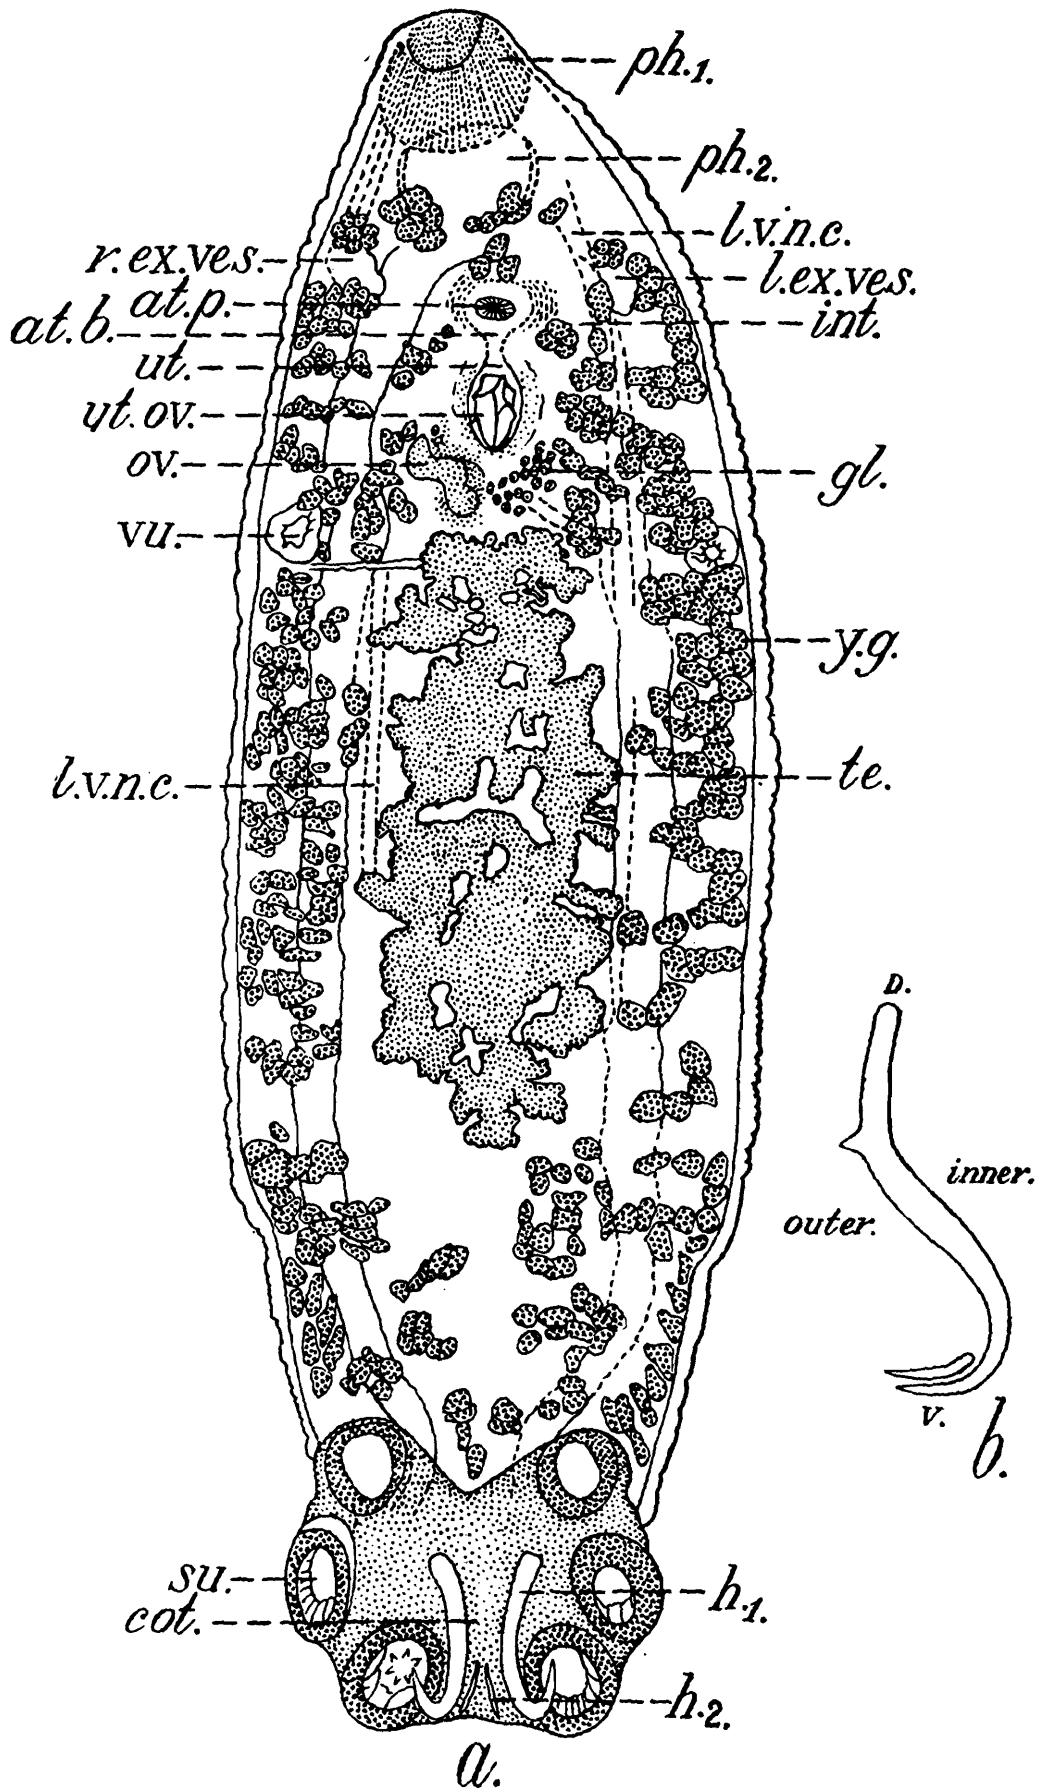 ph.1.
ph.2.
l.v.n.c.
r.ex.ves.
l.ex.ves.
at.p.
int.
at.b.
ut.
ut.ov.
ov.
gl.
vu.
y.g.
l.v.n.c.
te.
D.
inner.
outer.
V.
b.
su.
h.1.
cot.
h.2.
a.